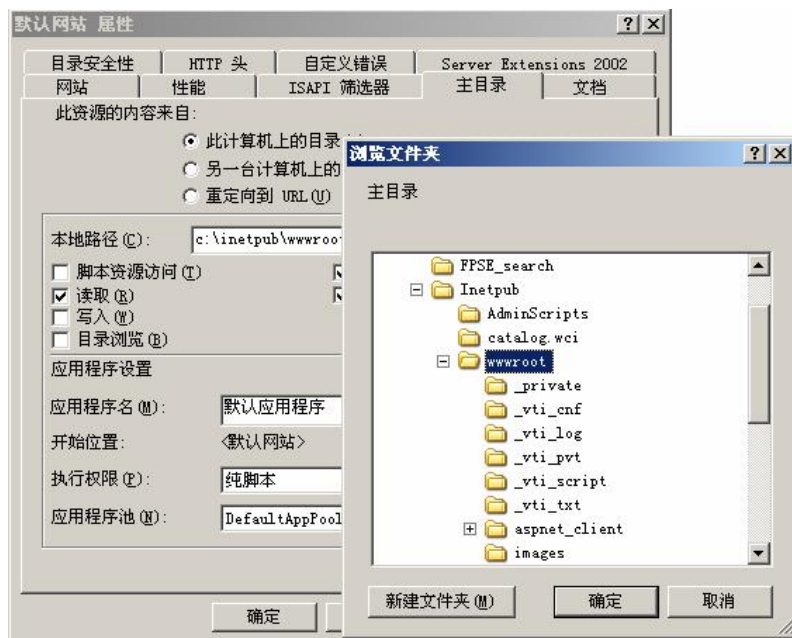 默认网站 属性
目录安全性 HTTP 头 自定义错误 Server Extensions 2002
网站 性能 ISAPI 筛选器 主目录 文档
此资源的内容来自:
此计算机上的目录
另一台计算机上的
重定向到 URL(U)
本地路径(C): c:\inetpub\wwwroo
脚本资源访问(T)
读取(R)
写入(W)
目录浏览(B)
应用程序设置
应用程序名(M): 默认应用程序
开始位置: <默认网站>
执行权限(P): 纯脚本
应用程序池(N): DefaultAppPool
确定
浏览文件夹
主目录
FPSE_search
Inetpub
AdminScripts
catalog.wci
wwwroot
_private
_vti_cnf
_vti_log
_vti_pvt
_vti_script
_vti_txt
aspnet_client
images
新建文件夹(M) 确定 取消